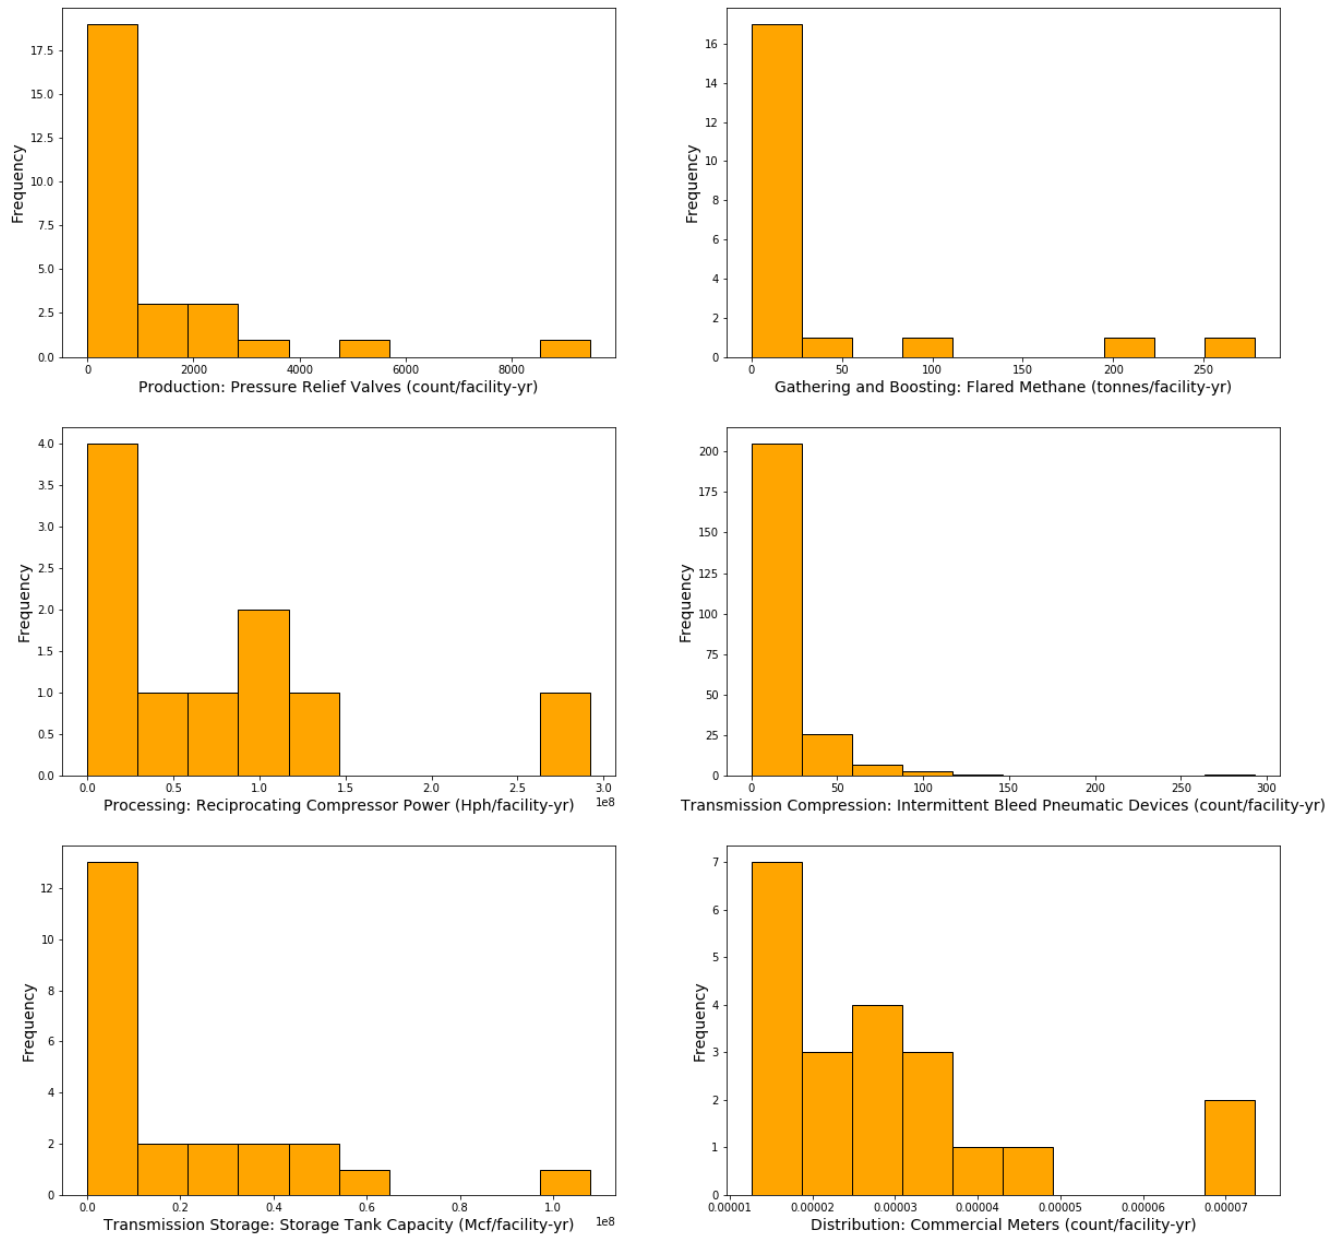 17.5
15.0
12.5
10.0
7.5
5.0
2.5
0.0
Frequency
0 2000 4000 6000 8000
Production: Pressure Relief Valves (count/facility-yr)
16
14
12
10
8
6
4
2
0
Frequency
0 50 100 150 200 250
Gathering and Boosting: Flared Methane (tonnes/facility-yr)
4.0
3.5
3.0
2.5
2.0
1.5
1.0
0.5
0.0
Frequency
0.0 0.5 1.0 1.5 2.0 2.5 3.0
1e8
Processing: Reciprocating Compressor Power (Hph/facility-yr)
200
175
150
125
100
75
50
25
0
Frequency
0 50 100 150 200 250 300
Transmission Compression: Intermittent Bleed Pneumatic Devices (count/facility-yr)
12
10
8
6
4
2
0
Frequency
0.0 0.2 0.4 0.6 0.8 1.0
1e8
Transmission Storage: Storage Tank Capacity (Mcf/facility-yr)
7
6
5
4
3
2
1
0
Frequency
0.00001 0.00002 0.00003 0.00004 0.00005 0.00006 0.00007
Distribution: Commercial Meters (count/facility-yr)